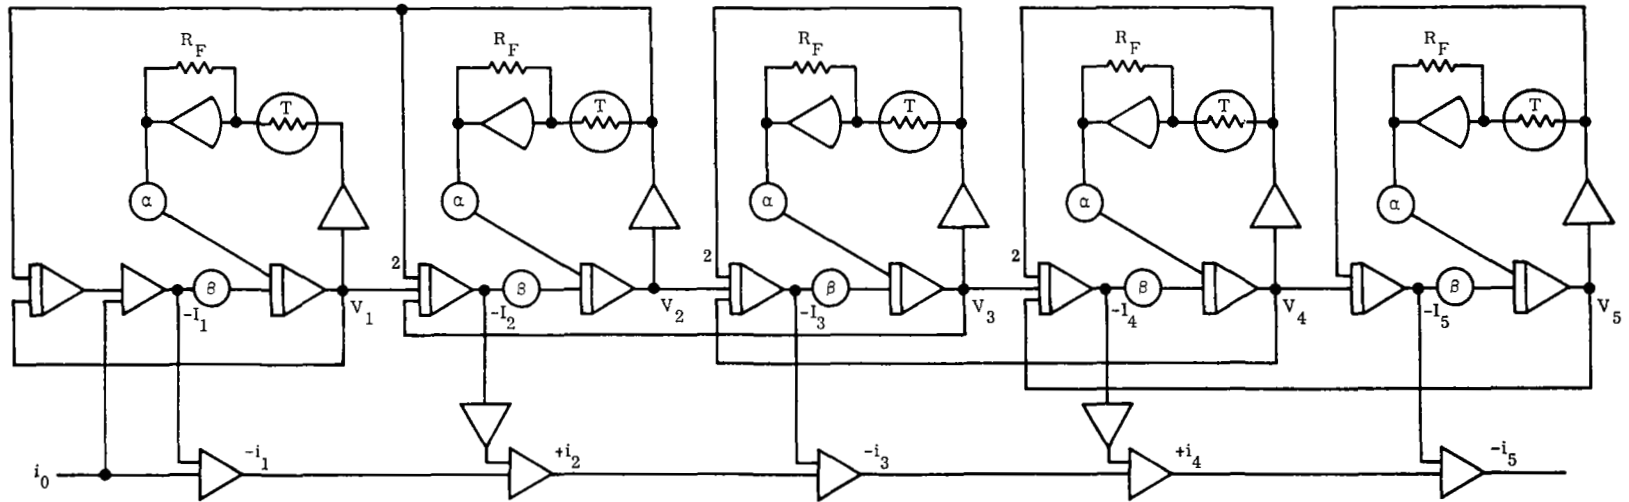 R_F R_F R_F R_F R_F
T T T T T
α α α α α
2 2 2
β β β β β
-I_1 V_1 -I_2 V_2 -I_3 V_3 -I_4 V_4 -I_5 V_5
i_0 -i_1 +i_2 -i_3 +i_4 -i_5